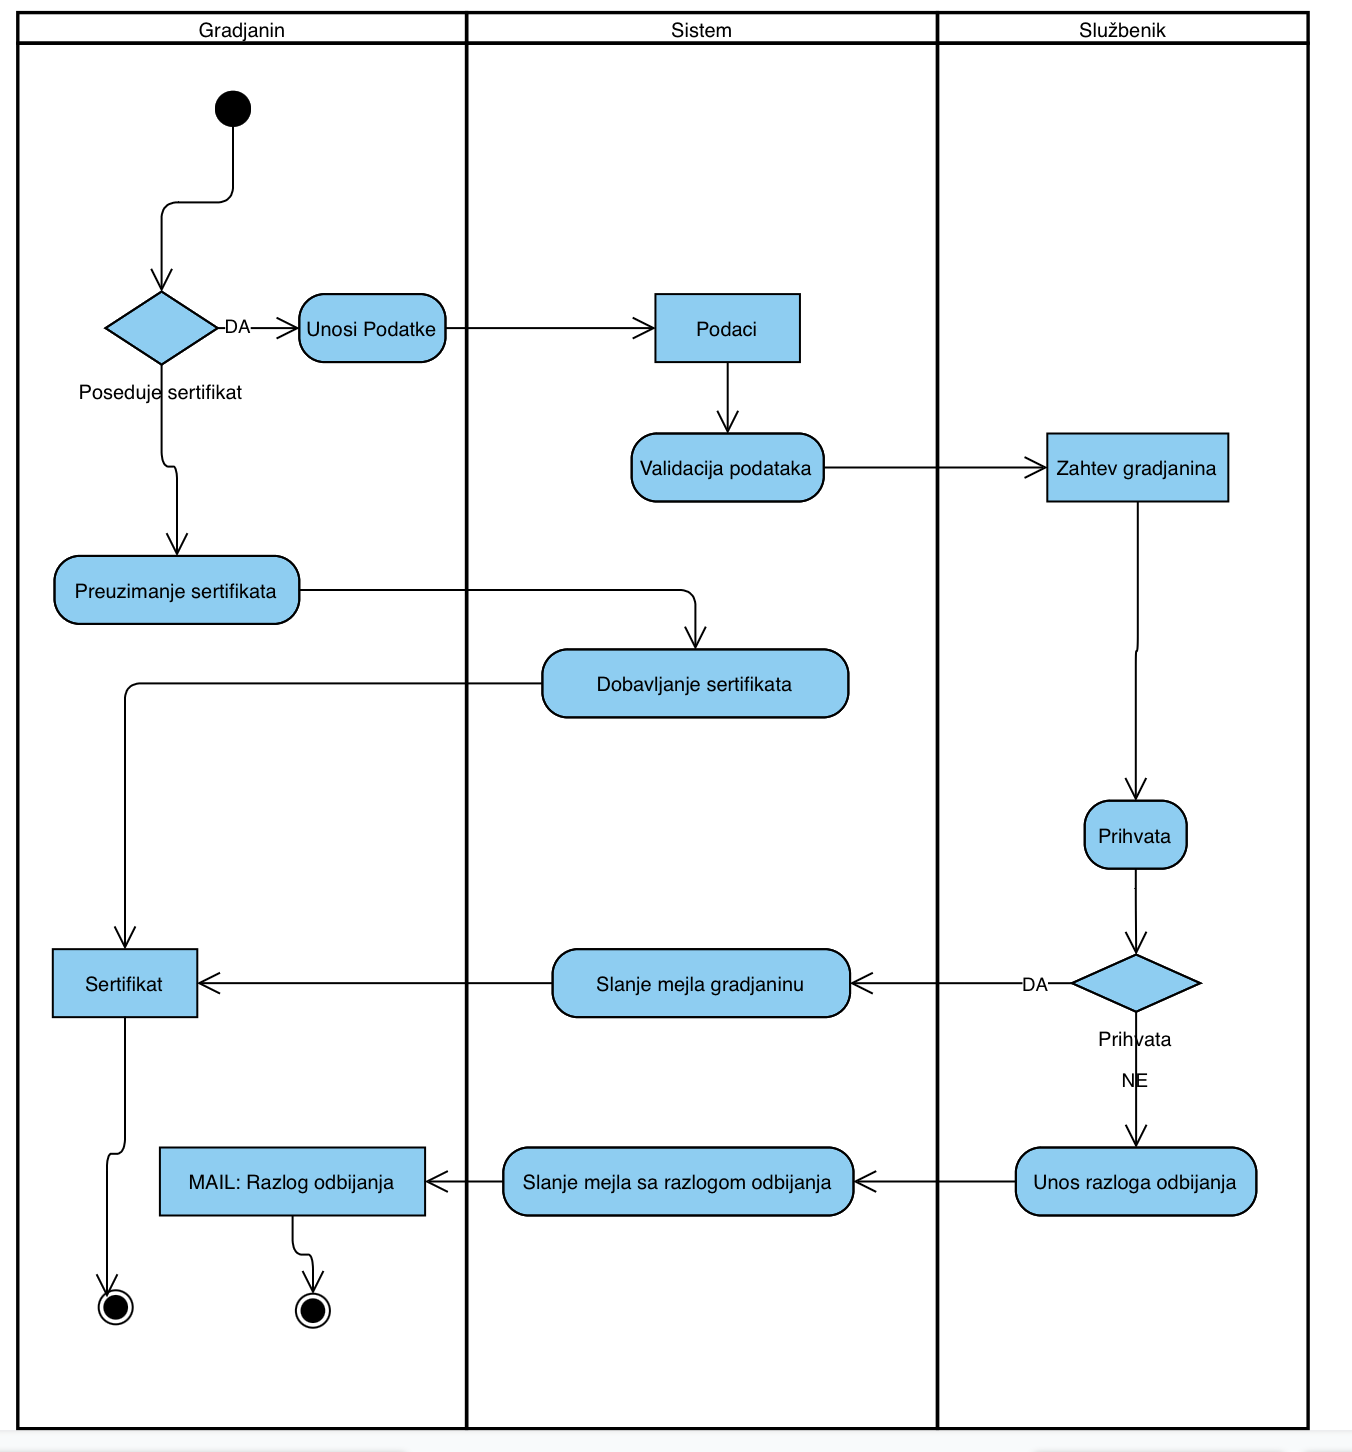 Gradjanin
Sistem
Službenik
DA
Unosi Podatke
Podaci
Poseduje sertifikat
Validacija podataka
Zahtev gradjanina
Preuzimanje sertifikata
Dobavljanje sertifikata
Prihvata
Sertifikat
Slanje mejla gradjaninu
DA
Prihvata
NE
MAIL: Razlog odbijanja
Slanje mejla sa razlogom odbijanja
Unos razloga odbijanja